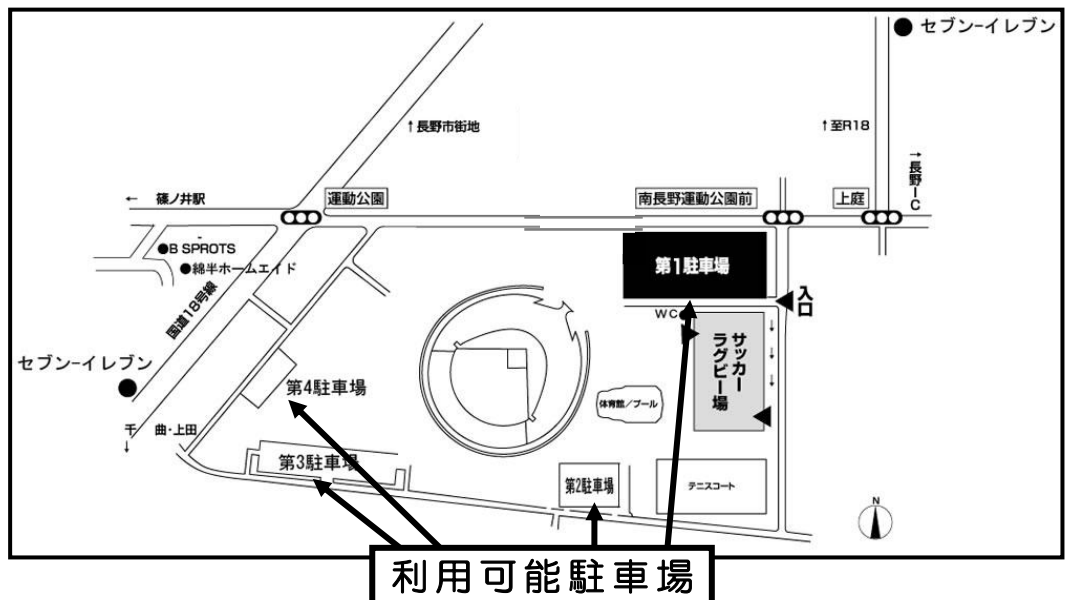 セブン-イレブン
↑長野市街地
↑至R18
→長野IC
← 篠ノ井駅
運動公園
南長野運動公園前
上庭
●B SPROTS
●綿半ホームエイド
国道18号線
第1駐車場
入口
WC
サッカー
ラグビー場
↓
↓
↓
セブン-イレブン
第4駐車場
体育館/プール
千曲・上田
↓
第3駐車場
第2駐車場
テニスコート
N
利用可能駐車場